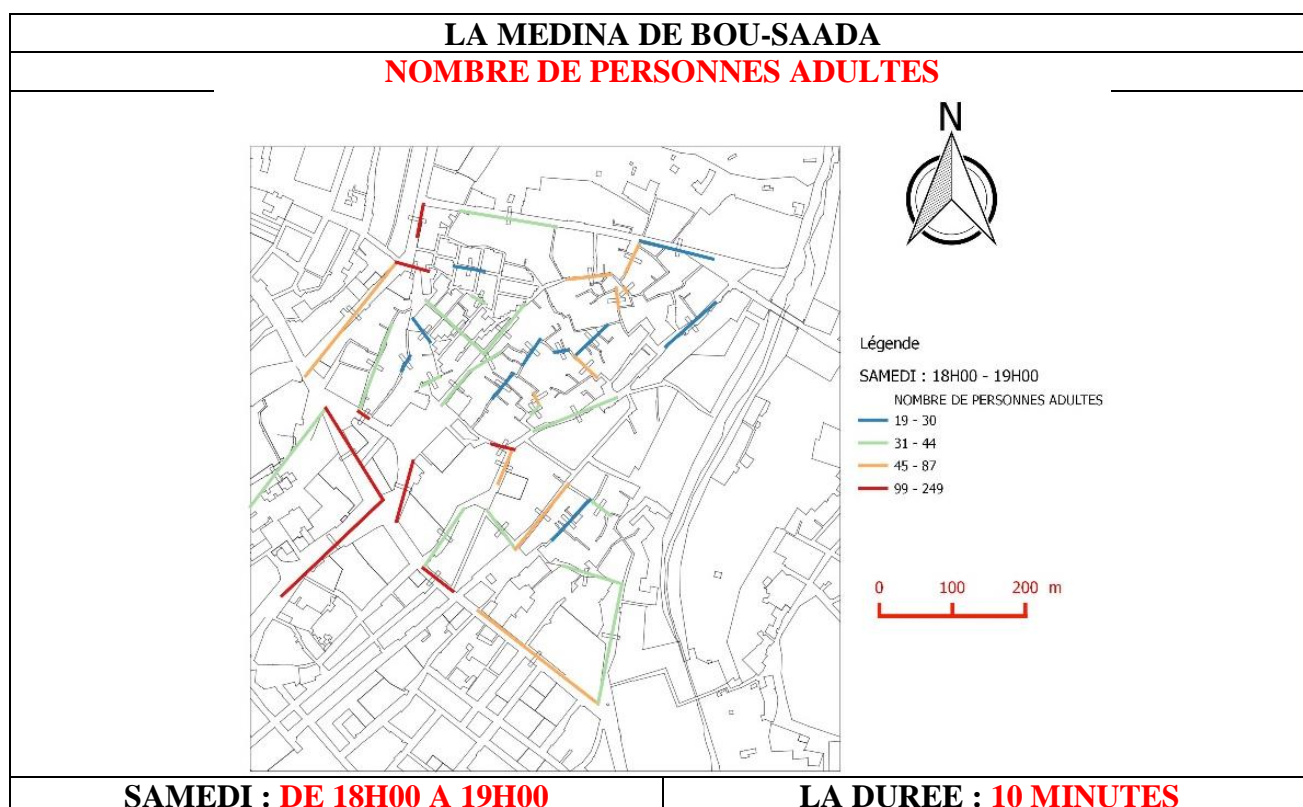 LA MEDINA DE BOU-SAADA
NOMBRE DE PERSONNES ADULTES
N
Légende
SAMEDI : 18H00 - 19H00
NOMBRE DE PERSONNES ADULTES
19 - 30
31 - 44
45 - 87
99 - 249
0 100 200 m
SAMEDI : DE 18H00 A 19H00
LA DUREE : 10 MINUTES